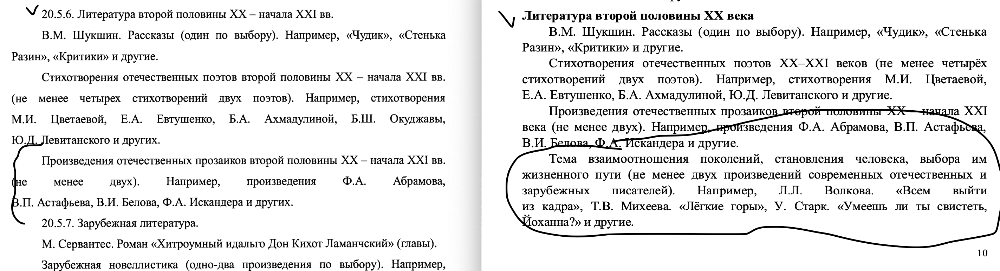 20.5.6. Литература второй половины XX – начала XXI вв.
В.М. Шукшин. Рассказы (один по выбору). Например, «Чудик», «Стенька
Разин», «Критики» и другие.
Стихотворения отечественных поэтов второй половины XX – начала XXI вв.
(не менее четырех стихотворений двух поэтов). Например, стихотворения
М.И. Цветаевой, Е.А. Евтушенко, Б.А. Ахмадулиной, Б.Ш. Окуджавы,
Ю.Д. Левитанского и других.
Произведения отечественных прозаиков второй половины XX – начала XXI вв.
(не менее двух). Например, произведения Ф.А. Абрамова,
В.П. Астафьева, В.И. Белова, Ф.А. Искандера и других.
20.5.7. Зарубежная литература.
М. Сервантес. Роман «Хитроумный идальго Дон Кихот Ламанчский» (главы).
Зарубежная новеллистика (одно-два произведения по выбору). Например,
Литература второй половины XX века
В.М. Шукшин. Рассказы (один по выбору). Например, «Чудик», «Стенька
Разин», «Критики» и другие.
Стихотворения отечественных поэтов XX–XXI веков (не менее четырёх
стихотворений двух поэтов). Например, стихотворения М.И. Цветаевой,
Е.А. Евтушенко, Б.А. Ахмадулиной, Ю.Д. Левитанского и другие.
Произведения отечественных прозаиков второй половины XX – начала XXI
века (не менее двух). Например, произведения Ф.А. Абрамова, В.П. Астафьева,
В.И. Белова, Ф.А. Искандера и другие.
Тема взаимоотношения поколений, становления человека, выбора им
жизненного пути (не менее двух произведений современных отечественных и
зарубежных писателей). Например, Л.Л. Волкова. «Всем выйти
из кадра», Т.В. Михеева. «Лёгкие горы», У. Старк. «Умеешь ли ты свистеть,
Йоханна?» и другие.
10